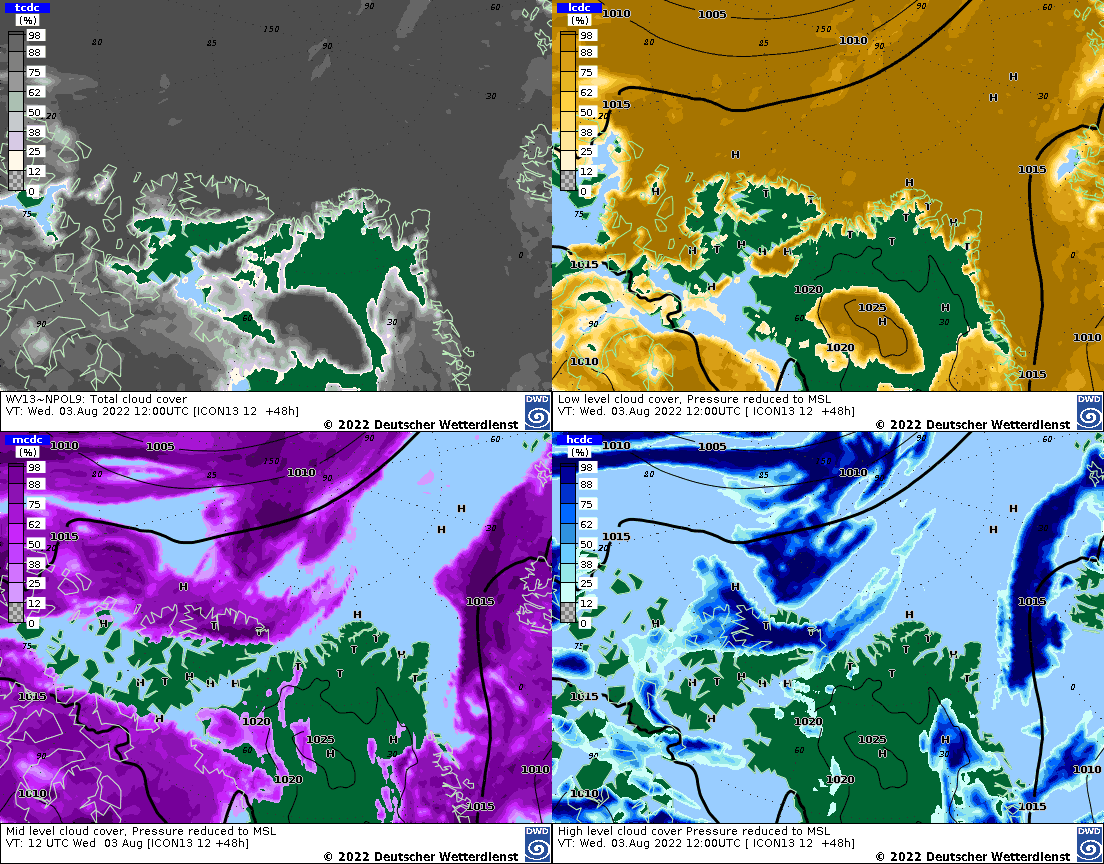 tcdc
(%)
98
88
75
62
50
38
25
12
0
90
60
150
80
85
90
30
20
75
0
60
90
30
WV13~NPOL9: Total cloud cover
VT: Wed. 03.Aug 2022 12:00UTC [ICON13 12 +48h]
© 2022 Deutscher Wetterdienst
DWD
lcdc
(%)
98
88
75
62
50
38
25
12
0
1010
1005
90
60
150
80
85
1010
90
H
H
30
1015
20
H
1015
H
H
T
T
T
75
H
T
T
H
T
H
H
H
T
0
1015
H
1020
1025
H
60
H
30
90
1010
1020
1010
1015
Low level cloud cover, Pressure reduced to MSL
VT: Wed. 03.Aug 2022 12:00UTC [ ICON13 12 +48h]
© 2022 Deutscher Wetterdienst
DWD
mcdc
(%)
98
88
75
62
50
38
25
12
0
1010
1005
90
60
150
80
85
1010
90
H
H
30
1015
20
H
1015
H
H
T
T
T
75
H
T
T
H
T
H
H
H
T
0
1015
H
1020
1025
H
60
H
30
90
1010
1020
1010
1015
Mid level cloud cover, Pressure reduced to MSL
VT: 12 UTC Wed 03 Aug [ICON13 12 +48h]
© 2022 Deutscher Wetterdienst
DWD
hcdc
(%)
98
88
75
62
50
38
25
12
0
1010
1005
90
60
150
80
85
1010
90
H
H
30
1015
20
H
1015
H
H
T
T
T
75
H
T
T
H
T
H
H
H
T
0
1015
H
1020
1025
H
60
H
30
90
1010
1020
1010
1015
High level cloud cover Pressure reduced to MSL
VT: Wed. 03.Aug 2022 12:00UTC [ ICON13 12 +48h]
© 2022 Deutscher Wetterdienst
DWD